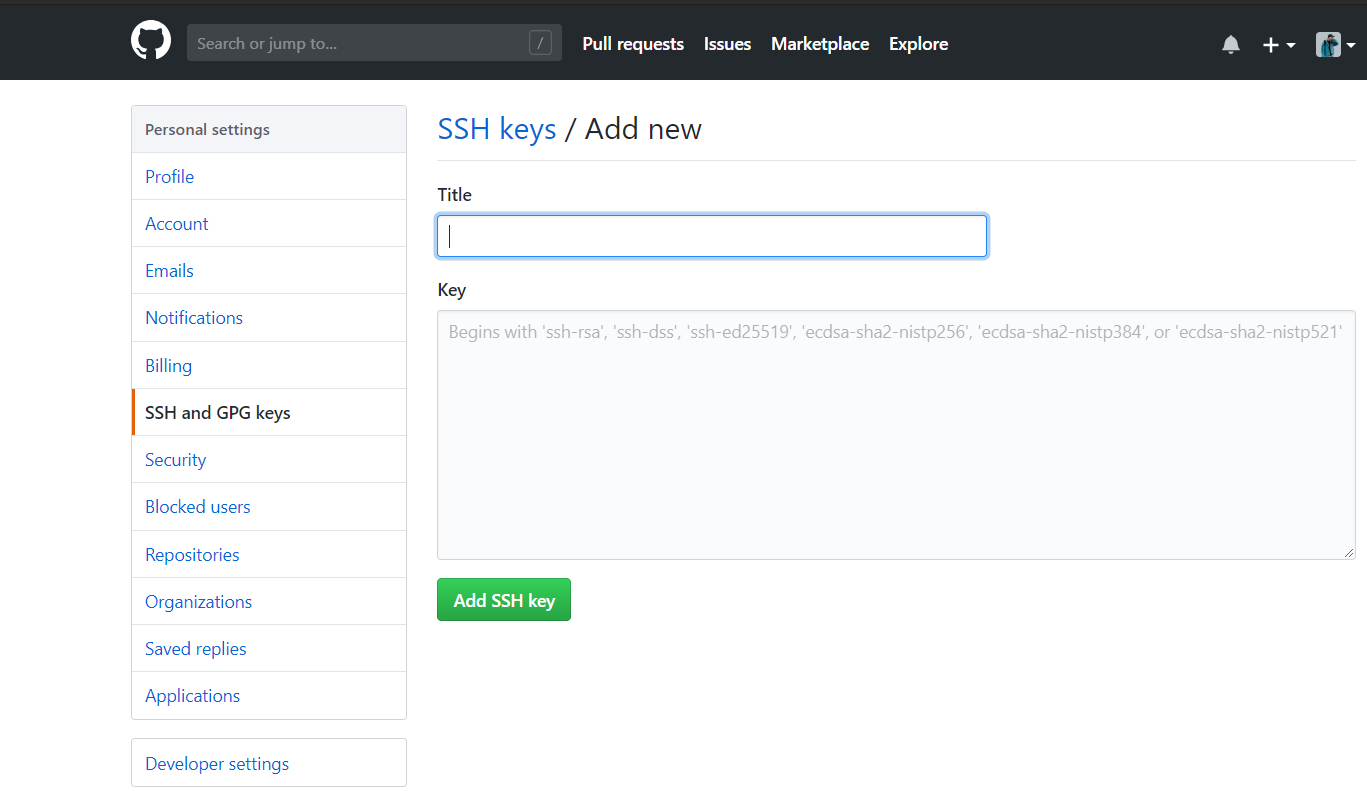 Search or jump to... /
Pull requests Issues Marketplace Explore
Personal settings
Profile
Account
Emails
Notifications
Billing
SSH and GPG keys
Security
Blocked users
Repositories
Organizations
Saved replies
Applications
Developer settings
SSH keys / Add new
Title
Key
Begins with 'ssh-rsa', 'ssh-dss', 'ssh-ed25519', 'ecdsa-sha2-nistp256', 'ecdsa-sha2-nistp384', or 'ecdsa-sha2-nistp521'
Add SSH key